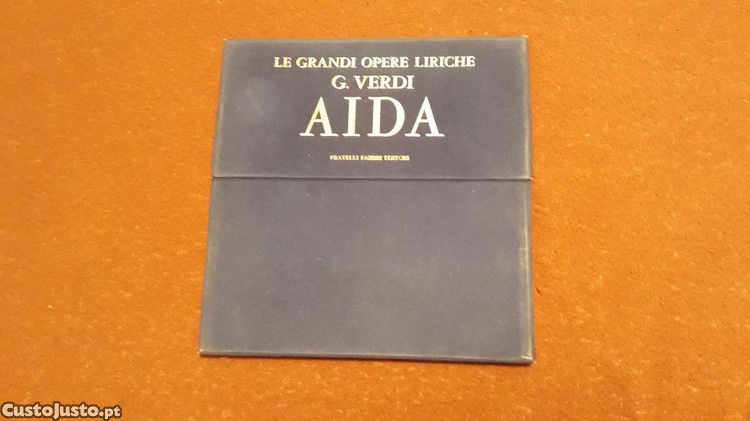 LE GRANDI OPERE LIRICHE
G. VERDI
AIDA
FRATELLI FABBRI EDITORI
CustoJusto.pt